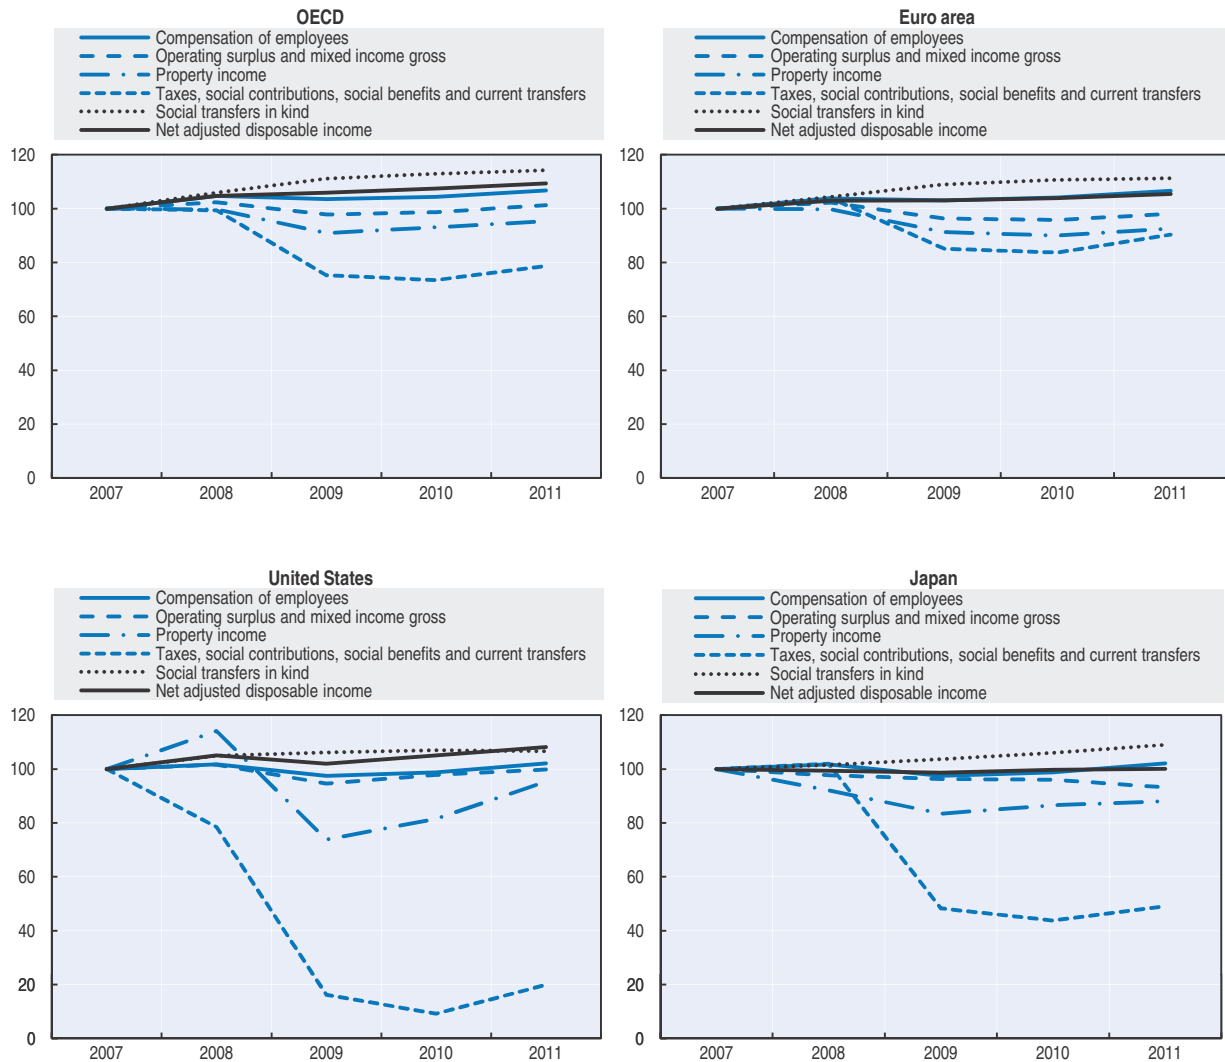 OECD
Compensation of employees
Operating surplus and mixed income gross
Property income
Taxes, social contributions, social benefits and current transfers
Social transfers in kind
Net adjusted disposable income
120
100
80
60
40
20
0
2007 2008 2009 2010 2011
Euro area
Compensation of employees
Operating surplus and mixed income gross
Property income
Taxes, social contributions, social benefits and current transfers
Social transfers in kind
Net adjusted disposable income
120
100
80
60
40
20
0
2007 2008 2009 2010 2011
United States
Compensation of employees
Operating surplus and mixed income gross
Property income
Taxes, social contributions, social benefits and current transfers
Social transfers in kind
Net adjusted disposable income
120
100
80
60
40
20
0
2007 2008 2009 2010 2011
Japan
Compensation of employees
Operating surplus and mixed income gross
Property income
Taxes, social contributions, social benefits and current transfers
Social transfers in kind
Net adjusted disposable income
120
100
80
60
40
20
0
2007 2008 2009 2010 2011